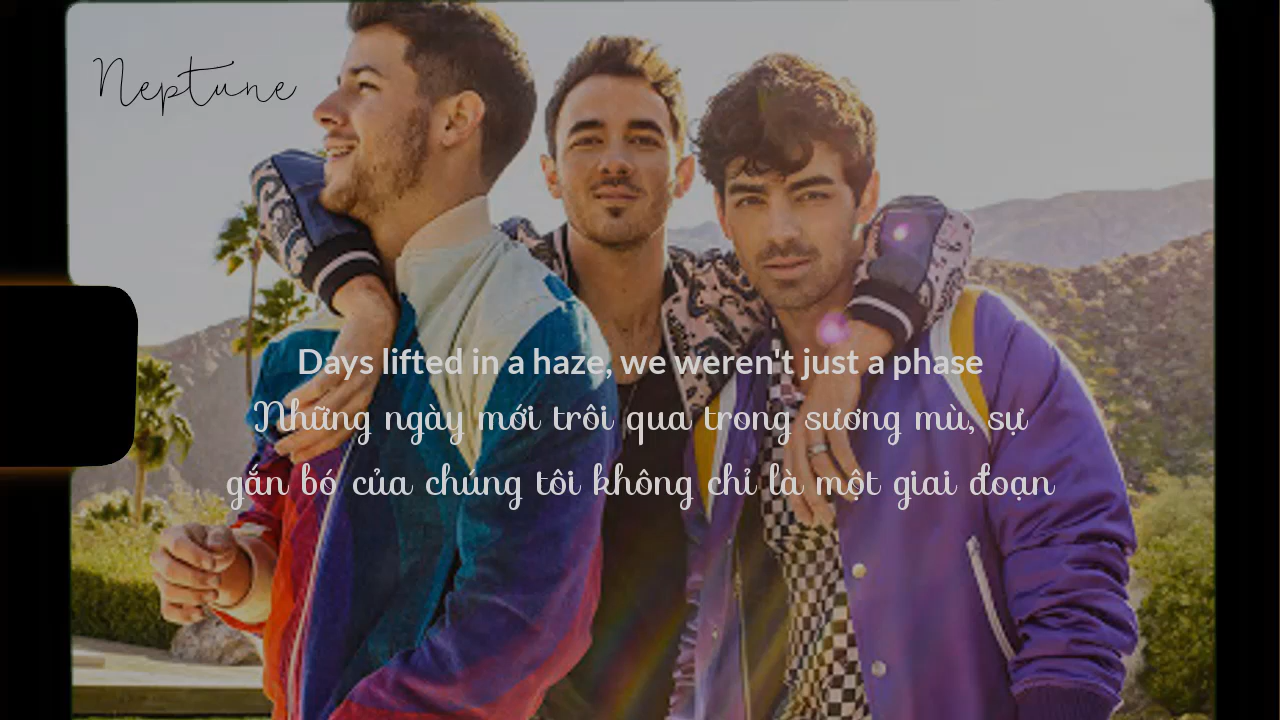 Neptune
Days lifted in a haze, we weren't just a phase
Những ngày mới trôi qua trong sương mù, sự
gắn bó của chúng tôi không chỉ là một giai đoạn